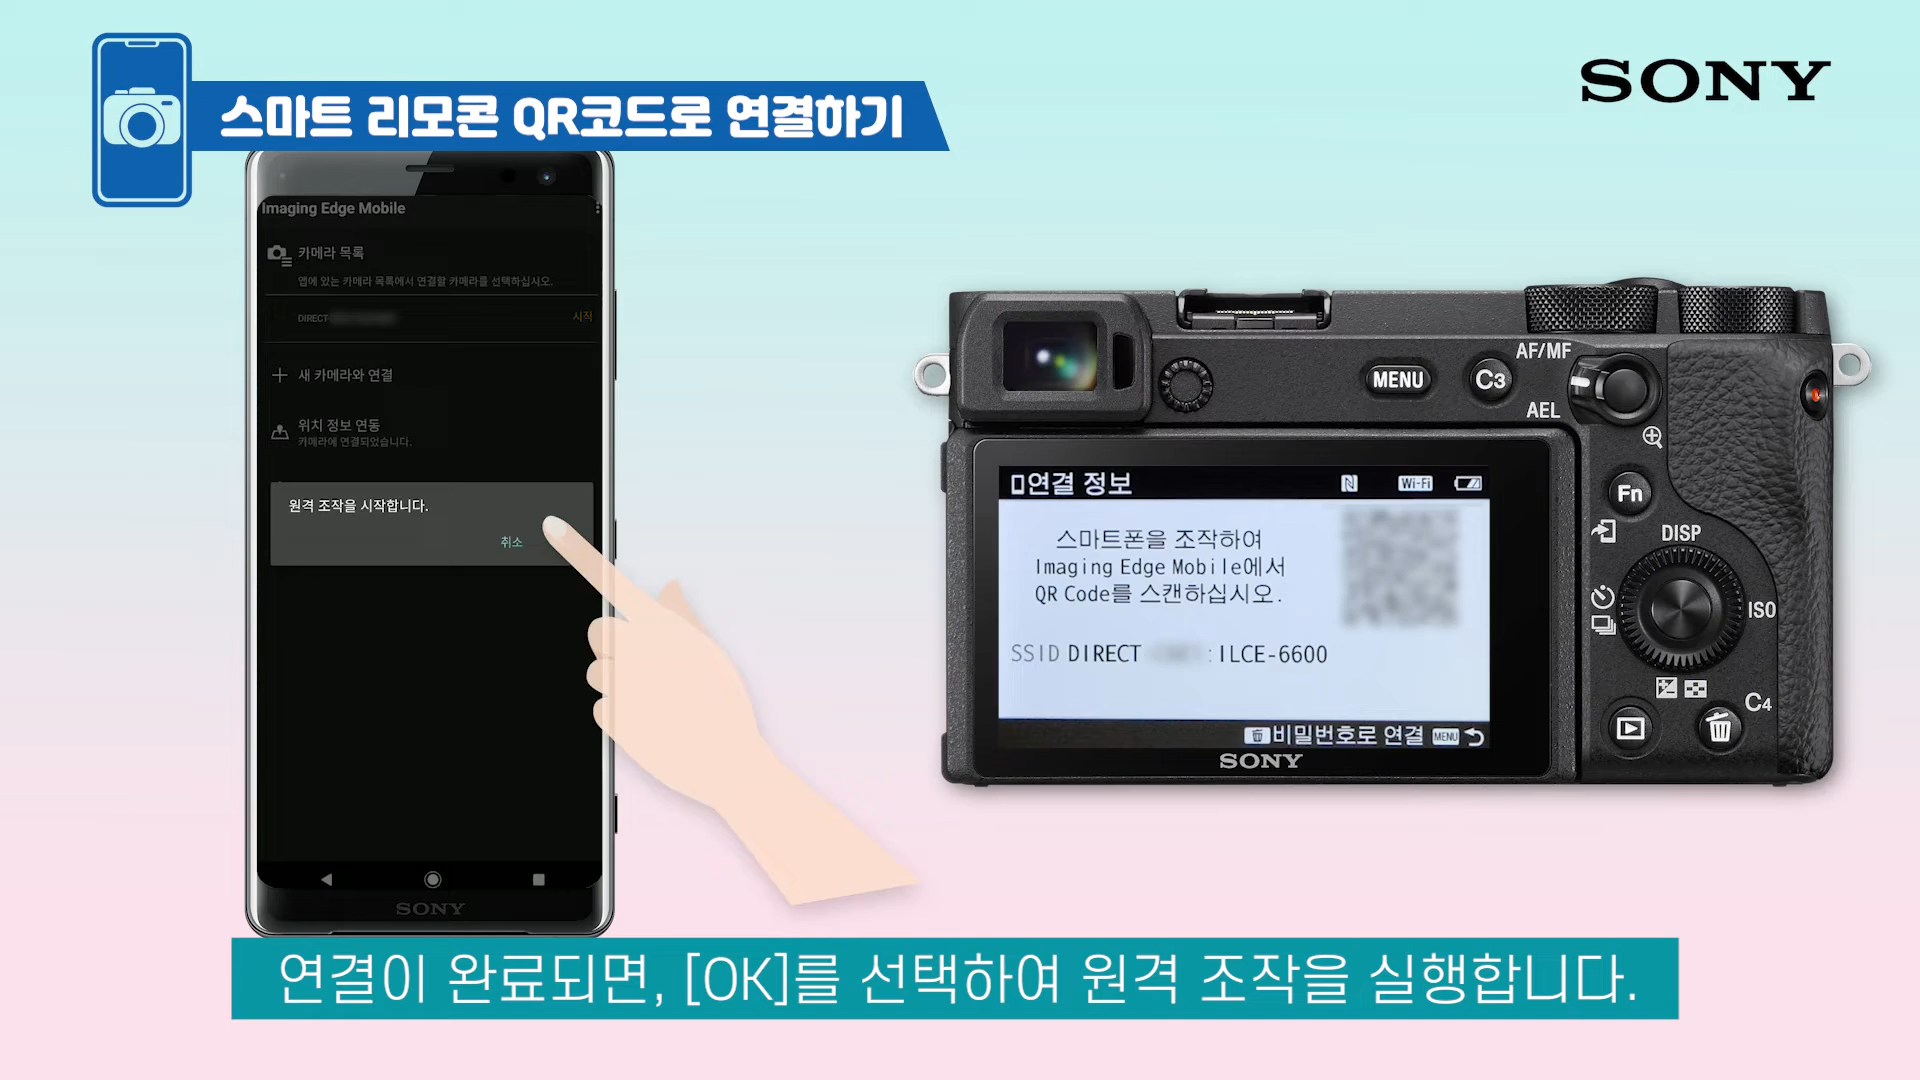 스마트 리모콘 QR코드로 연결하기
SONY
Imaging Edge Mobile
카메라 목록
앱에 있는 카메라 목록에서 연결할 카메라를 선택하십시오.
DIRECT-
시작
새 카메라와 연결
위치 정보 연동
카메라에 연결되었습니다.
원격 조작을 시작합니다.
취소
SONY
MENU
C3
AF/MF
AEL
Fn
DISP
ISO
C4
연결 정보
Wi-Fi
스마트폰을 조작하여
Imaging Edge Mobile에서
QR Code를 스캔하십시오.
SSID DIRECT
:ILCE-6600
비밀번호로 연결 MENU
SONY
연결이 완료되면, [OK]를 선택하여 원격 조작을 실행합니다.